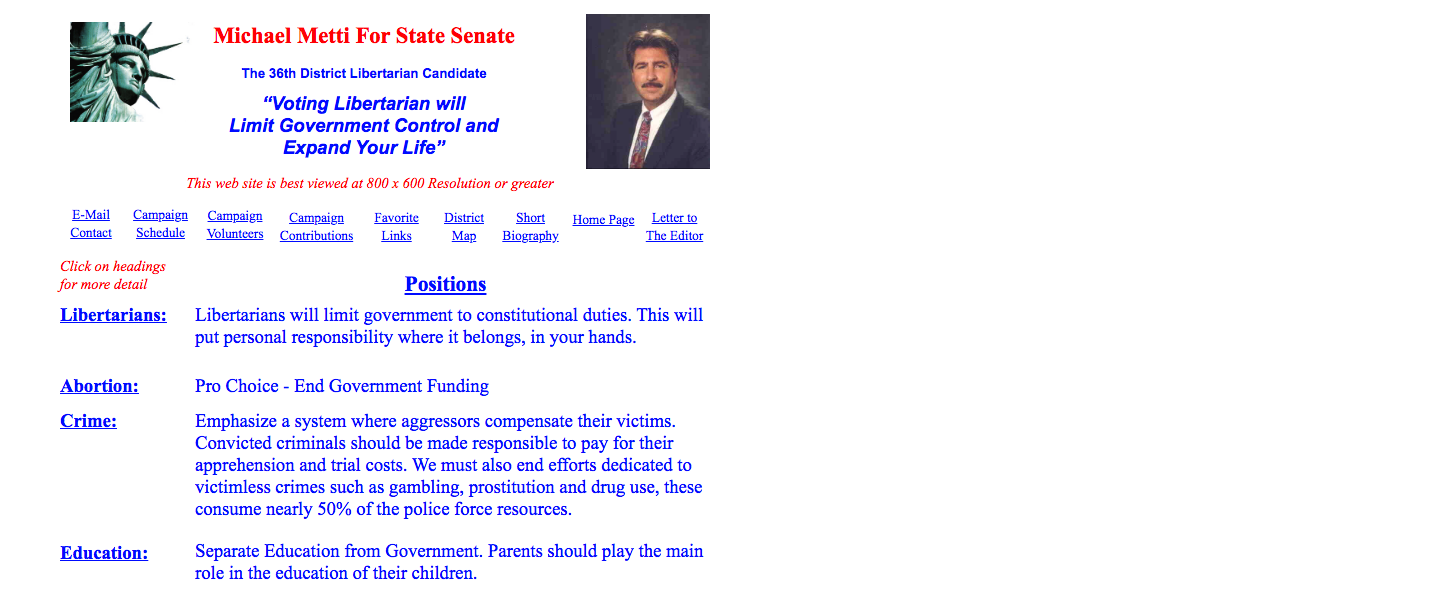 Michael Metti For State Senate
The 36th District Libertarian Candidate
“Voting Libertarian will
Limit Government Control and
Expand Your Life”
This web site is best viewed at 800 x 600 Resolution or greater
E-Mail
Contact
Campaign
Schedule
Campaign
Volunteers
Campaign
Contributions
Favorite
Links
District
Map
Short
Biography
Home Page
Letter to
The Editor
Click on headings
for more detail
Positions
Libertarians:
Libertarians will limit government to constitutional duties. This will
put personal responsibility where it belongs, in your hands.
Abortion:
Pro Choice - End Government Funding
Crime:
Emphasize a system where aggressors compensate their victims.
Convicted criminals should be made responsible to pay for their
apprehension and trial costs. We must also end efforts dedicated to
victimless crimes such as gambling, prostitution and drug use, these
consume nearly 50% of the police force resources.
Education:
Separate Education from Government. Parents should play the main
role in the education of their children.